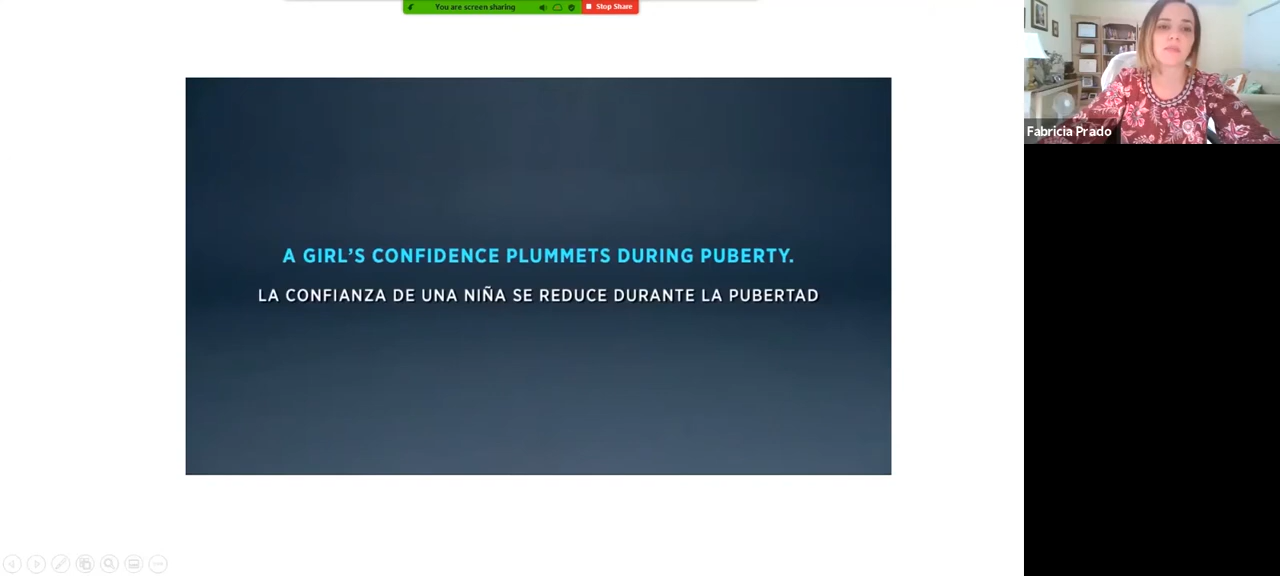 You are screen sharing
Stop Share
Fabricia Prado
A GIRL'S CONFIDENCE PLUMMETS DURING PUBERTY.
LA CONFIANZA DE UNA NIÑA SE REDUCE DURANTE LA PUBERTAD